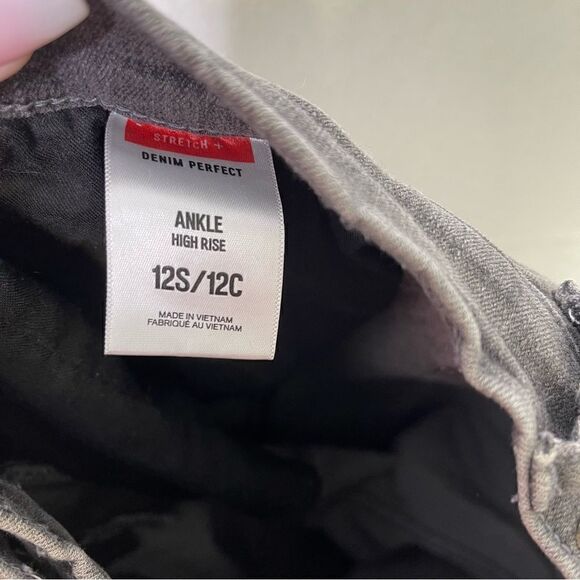 STRETCH +
DENIM PERFECT
ANKLE
HIGH RISE
12S/12C
MADE IN VIETNAM
FABRIQUÉ AU VIETNAM